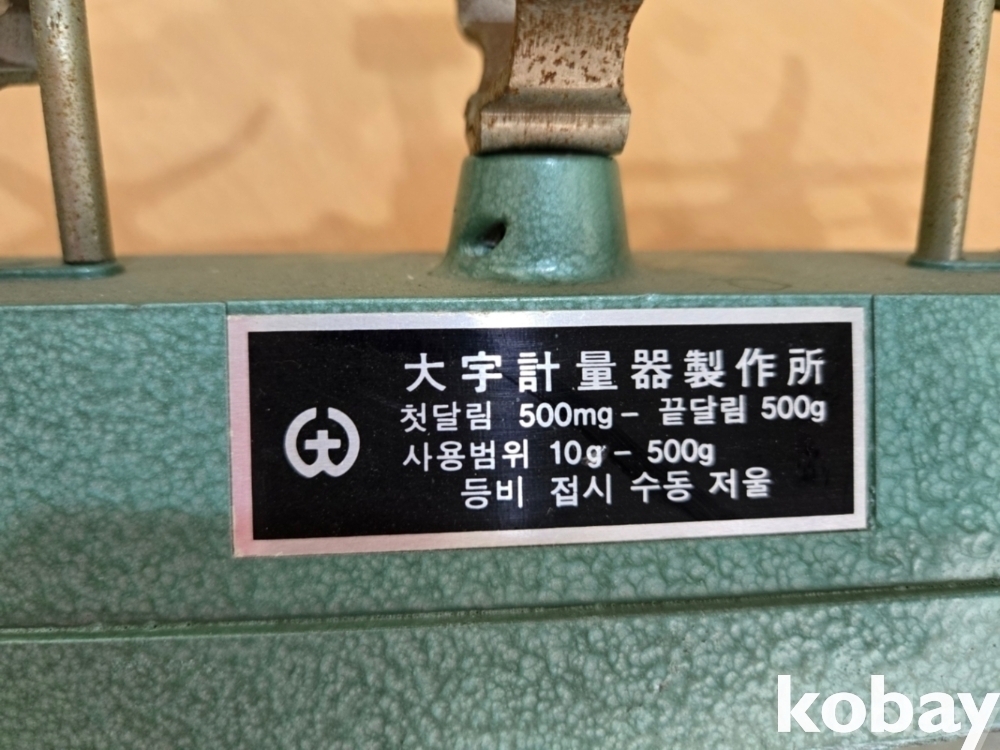 大宇計量器製作所
첫달림 500mg – 끝달림 500g
사용범위 10g – 500g
등비 접시 수동 저울
kobay